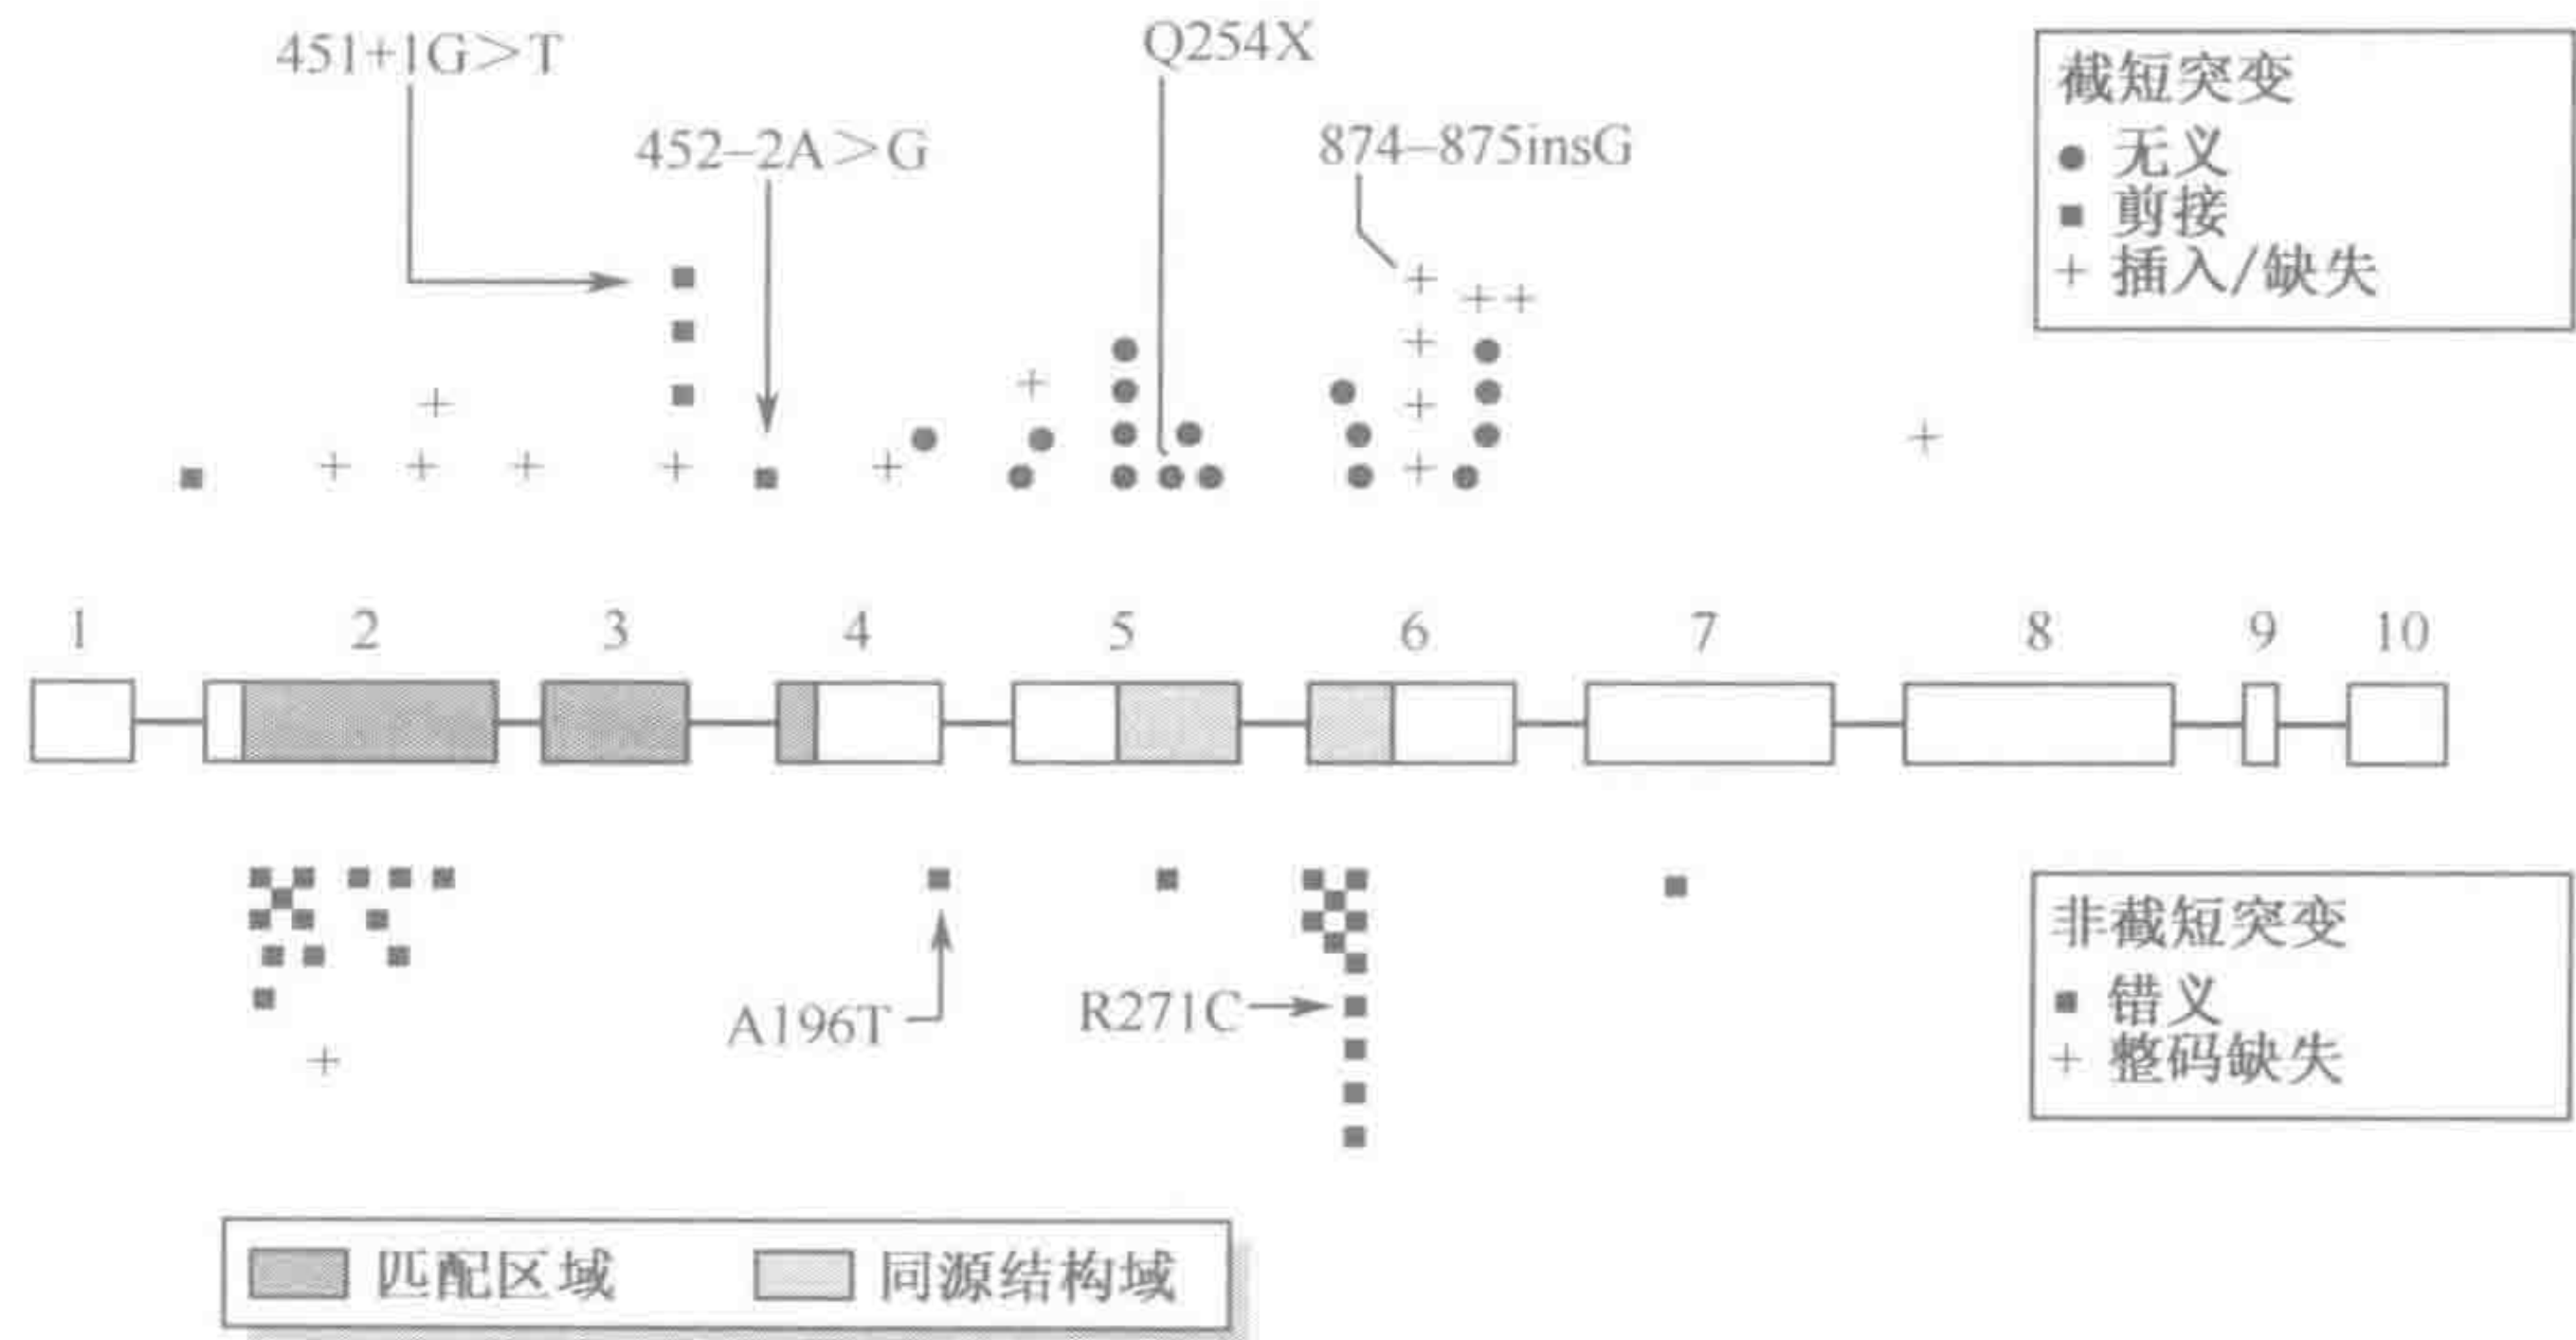 451+1G>T
Q254X
452–2A>G
874–875insG
截短突变
● 无义
■ 剪接
+ 插入/缺失
1 2 3 4 5 6 7 8 9 10
A196T
R271C
非截短突变
■ 错义
+ 整码缺失
匹配区域 同源结构域